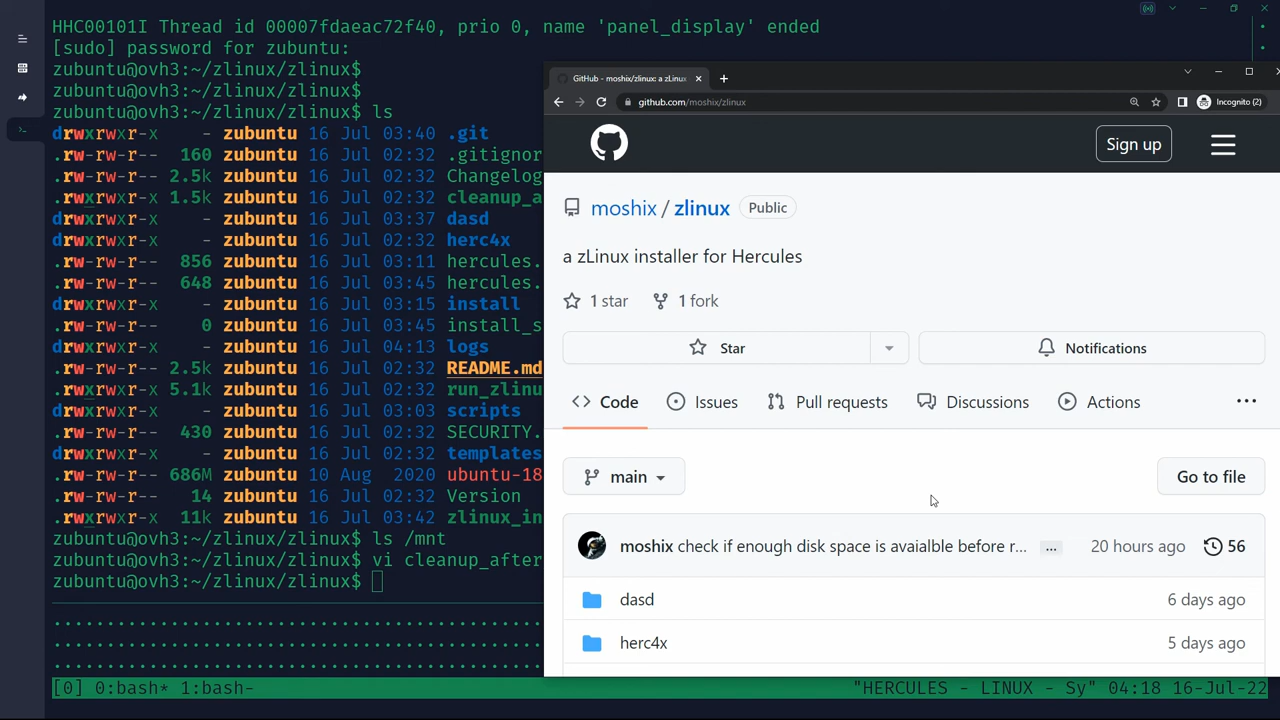 HHC00101I Thread id 00007fdaeac72f40, prio 0, name 'panel_display' ended
[sudo] password for zubuntu:
zubuntu@ovh3:~/zlinux/zlinux$
zubuntu@ovh3:~/zlinux/zlinux$
zubuntu@ovh3:~/zlinux/zlinux$ ls
drwxrwxr-x - zubuntu 16 Jul 03:40 .git
.rw-rw-r-- 160 zubuntu 16 Jul 02:32 .gitignor
.rw-rw-r-- 2.5k zubuntu 16 Jul 02:32 Changelog
.rwxrwxr-x 1.5k zubuntu 16 Jul 02:32 cleanup_a
drwxrwxr-x - zubuntu 16 Jul 03:37 dasd
drwxrwxr-x - zubuntu 16 Jul 02:32 herc4x
.rw-rw-r-- 856 zubuntu 16 Jul 03:11 hercules.
.rw-rw-r-- 648 zubuntu 16 Jul 03:45 hercules.
drwxrwxr-x - zubuntu 16 Jul 03:15 install
.rw-rw-r-- 0 zubuntu 16 Jul 03:45 install_s
drwxrwxr-x - zubuntu 16 Jul 04:13 logs
.rw-rw-r-- 2.5k zubuntu 16 Jul 02:32 README.md
.rwxrwxr-x 5.1k zubuntu 16 Jul 02:32 run_zlinu
drwxrwxr-x - zubuntu 16 Jul 03:03 scripts
.rw-rw-r-- 430 zubuntu 16 Jul 02:32 SECURITY.
drwxrwxr-x - zubuntu 16 Jul 02:32 templates
.rw-rw-r-- 686M zubuntu 10 Aug 2020 ubuntu-18
.rw-rw-r-- 14 zubuntu 16 Jul 02:32 Version
.rwxrwxr-x 11k zubuntu 16 Jul 03:42 zlinux_in
zubuntu@ovh3:~/zlinux/zlinux$ ls /mnt
zubuntu@ovh3:~/zlinux/zlinux$ vi cleanup_after
zubuntu@ovh3:~/zlinux/zlinux$
[0] 0:bash* 1:bash- "HERCULES - LINUX - Sy" 04:18 16-Jul-22
GitHub - moshix/zlinux: a zLinux
github.com/moshix/zlinux
Incognito (2)
Sign up
moshix / zlinux Public
a zLinux installer for Hercules
1 star 1 fork
Star Notifications
Code Issues Pull requests Discussions Actions ...
main Go to file
moshix check if enough disk space is avaialble before r... ... 20 hours ago 56
dasd 6 days ago
herc4x 5 days ago